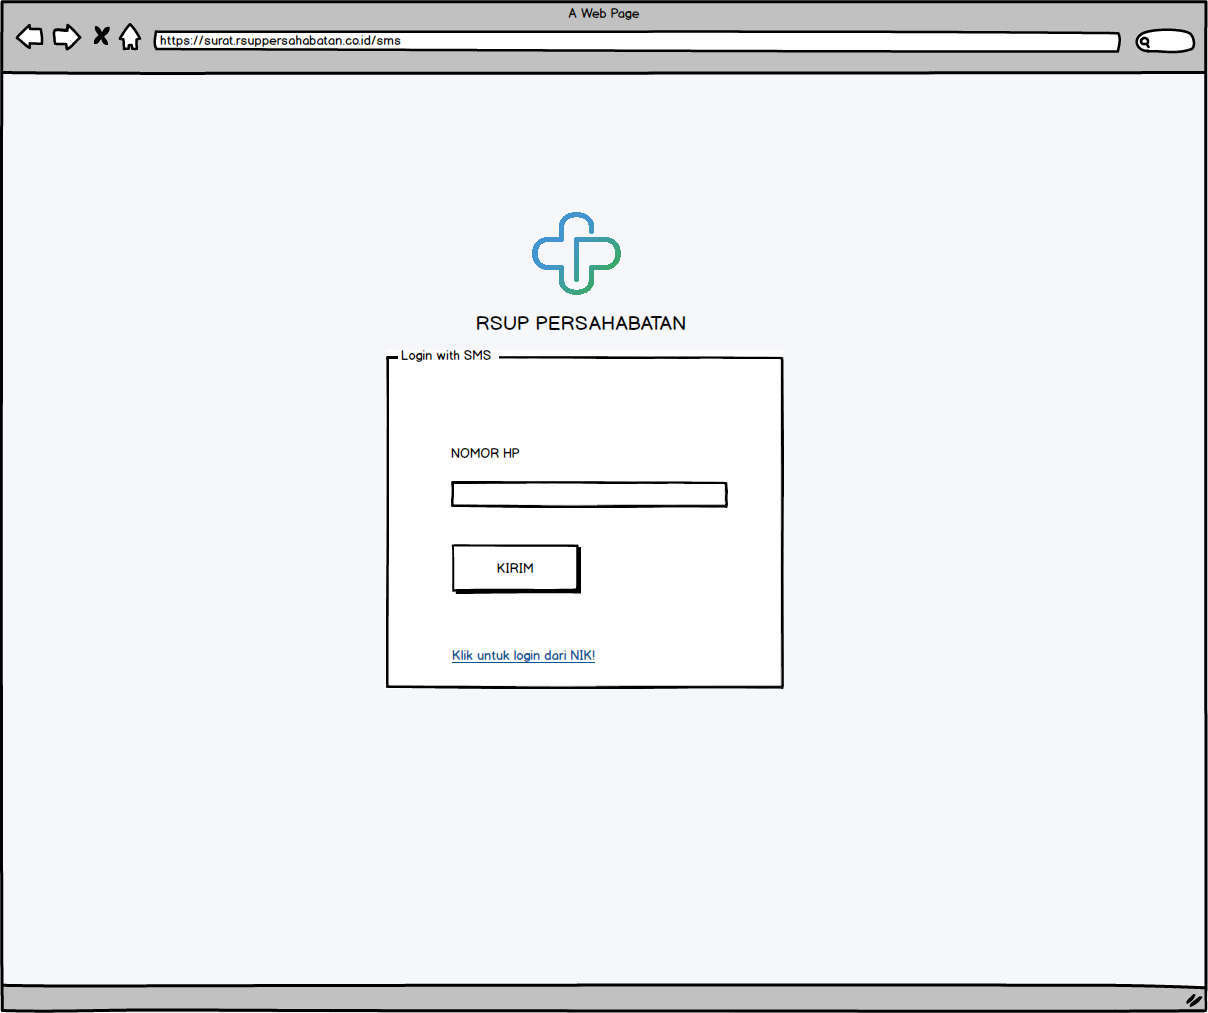 A Web Page
https://surat.rsuppersahabatan.co.id/sms
RSUP PERSAHABATAN
Login with SMS
NOMOR HP
KIRIM
Klik untuk login dari NIK!